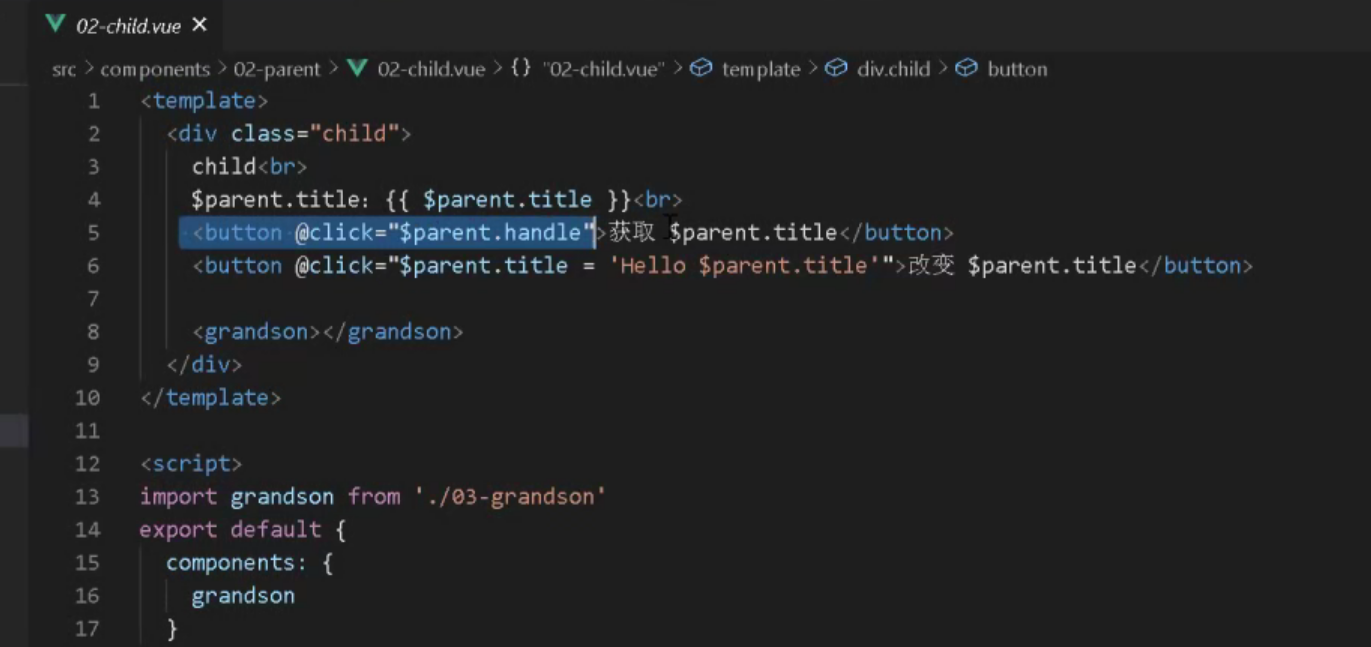 02-child.vue ×
src > components > 02-parent > 02-child.vue > {} "02-child.vue" > template > div.child > button
1 <template>
2 <div class="child">
3 child<br>
4 $parent.title: {{ $parent.title }}<br>
5 <button @click="$parent.handle">获取 $parent.title</button>
6 <button @click="$parent.title = 'Hello $parent.title'">改变 $parent.title</button>
7
8 <grandson></grandson>
9 </div>
10 </template>
11
12 <script>
13 import grandson from './03-grandson'
14 export default {
15 components: {
16 grandson
17 }